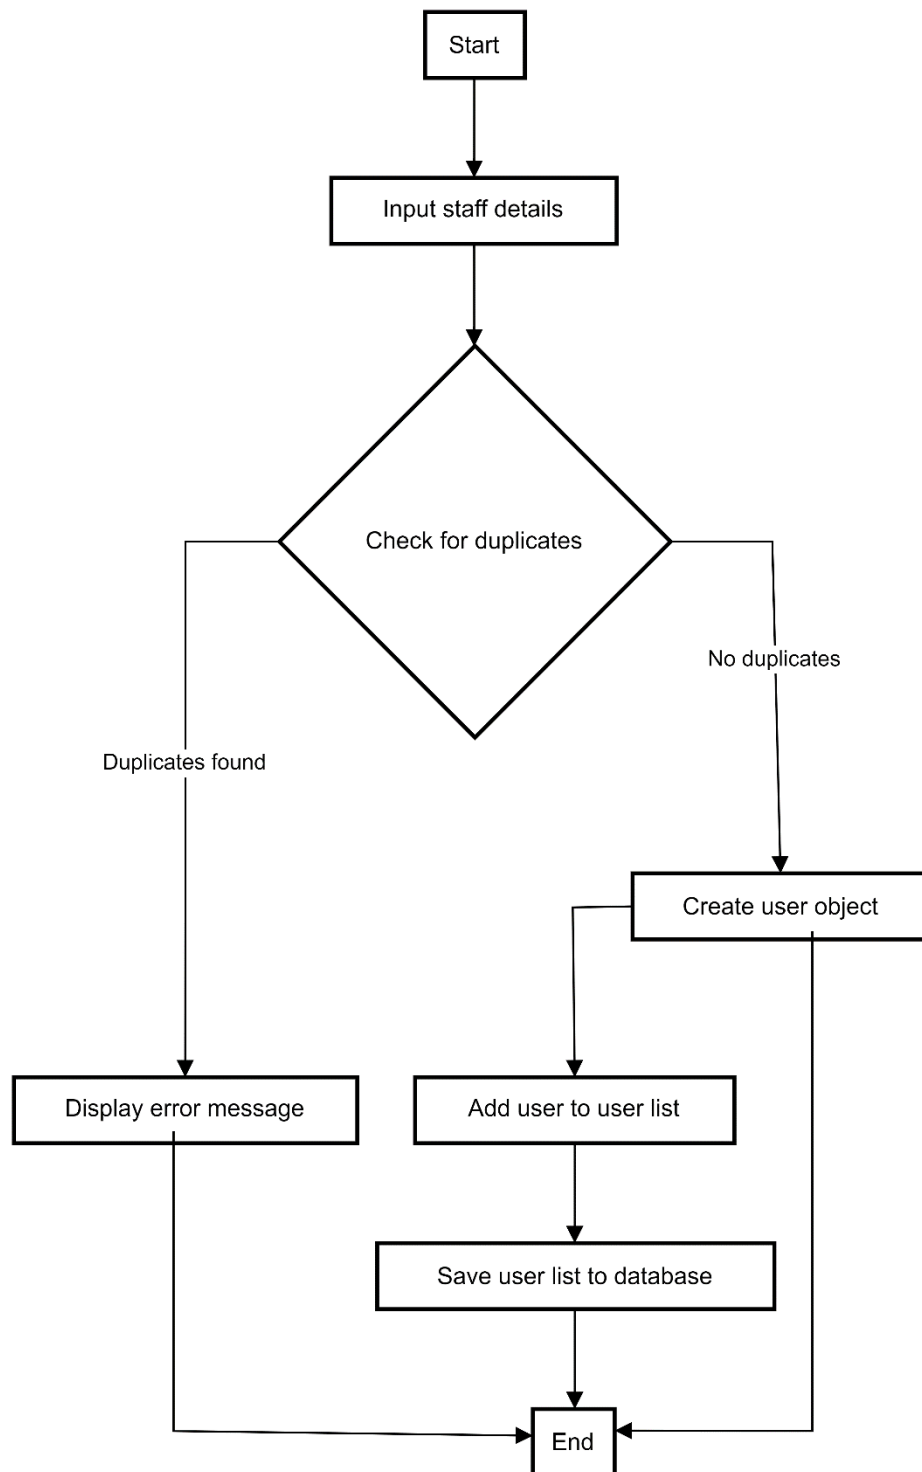 Start
Input staff details
Check for duplicates
No duplicates
Duplicates found
Create user object
Display error message
Add user to user list
Save user list to database
End